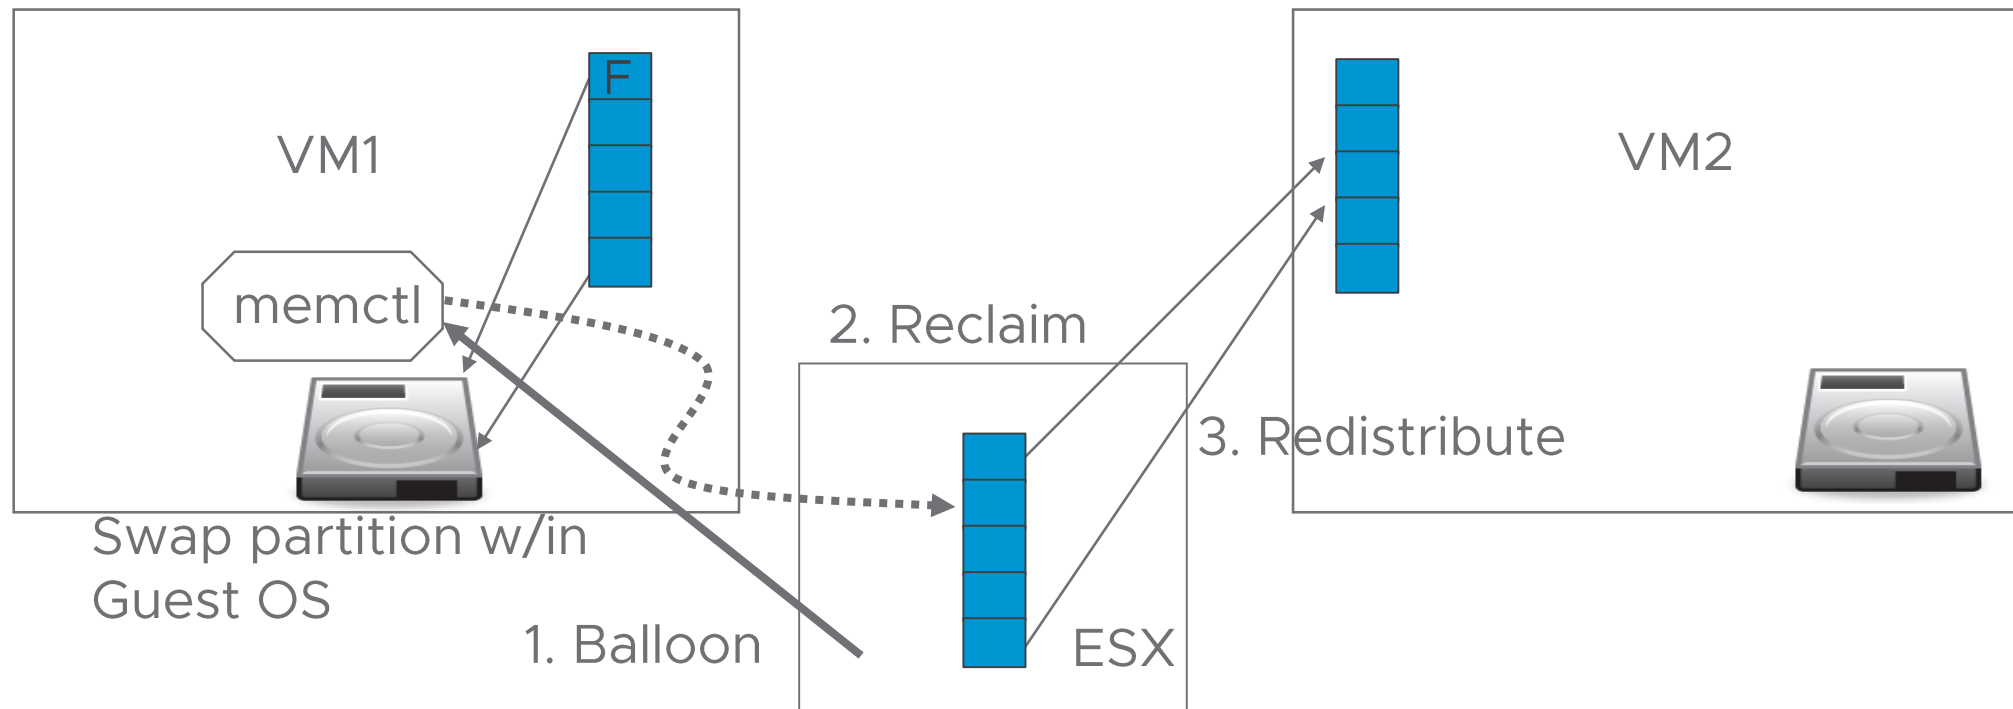 F
VM1
VM2
memctl
2. Reclaim
3. Redistribute
Swap partition w/in
Guest OS
1. Balloon
ESX